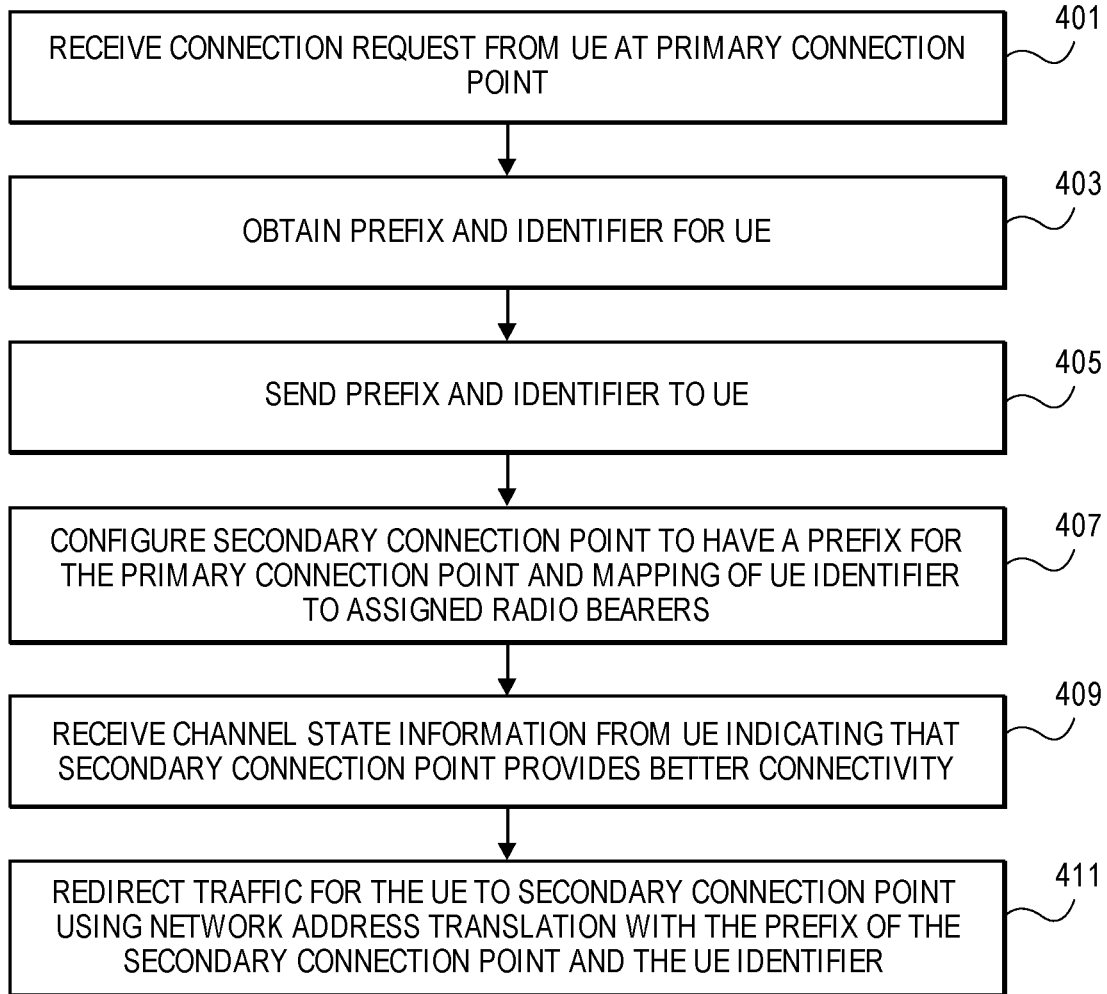 RECEIVE CONNECTION REQUEST FROM UE AT PRIMARY CONNECTION
POINT
401
OBTAIN PREFIX AND IDENTIFIER FOR UE
403
SEND PREFIX AND IDENTIFIER TO UE
405
CONFIGURE SECONDARY CONNECTION POINT TO HAVE A PREFIX FOR
THE PRIMARY CONNECTION POINT AND MAPPING OF UE IDENTIFIER
TO ASSIGNED RADIO BEARERS
407
RECEIVE CHANNEL STATE INFORMATION FROM UE INDICATING THAT
SECONDARY CONNECTION POINT PROVIDES BETTER CONNECTIVITY
409
REDIRECT TRAFFIC FOR THE UE TO SECONDARY CONNECTION POINT
USING NETWORK ADDRESS TRANSLATION WITH THE PREFIX OF THE
SECONDARY CONNECTION POINT AND THE UE IDENTIFIER
411